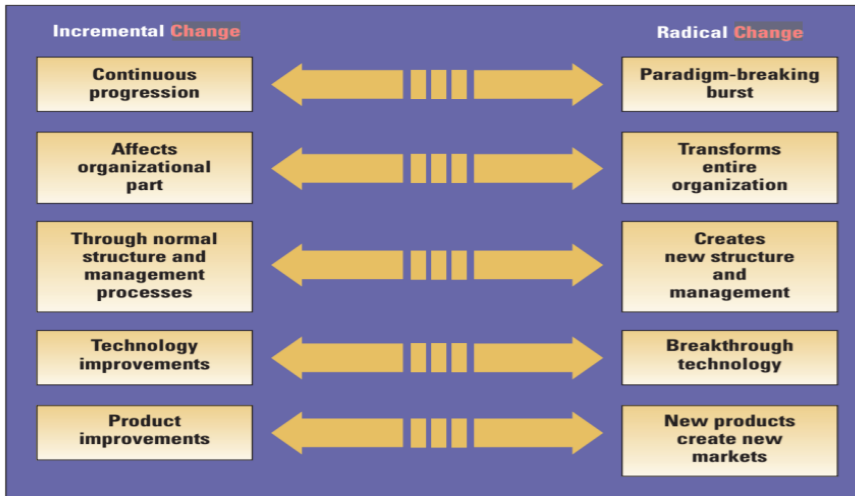 Incremental Change
Radical Change
Continuous
progression
Paradigm-breaking
burst
Affects
organizational
part
Transforms
entire
organization
Through normal
structure and
management
processes
Creates
new structure
and
management
Technology
improvements
Breakthrough
technology
Product
improvements
New products
create new
markets